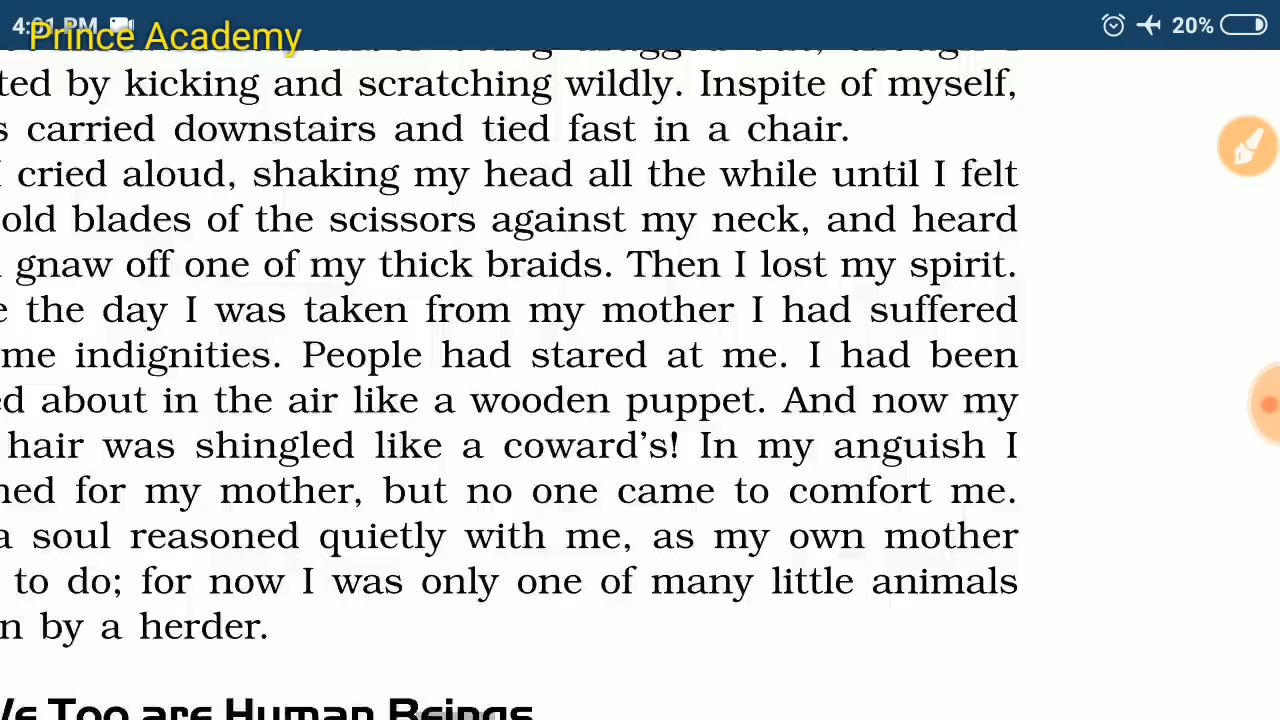 4:01 PM 20%
Prince Academy
ted by kicking and scratching wildly. Inspite of myself,
s carried downstairs and tied fast in a chair.
I cried aloud, shaking my head all the while until I felt
old blades of the scissors against my neck, and heard
gnaw off one of my thick braids. Then I lost my spirit.
e the day I was taken from my mother I had suffered
me indignities. People had stared at me. I had been
ed about in the air like a wooden puppet. And now my
hair was shingled like a coward's! In my anguish I
ned for my mother, but no one came to comfort me.
a soul reasoned quietly with me, as my own mother
to do; for now I was only one of many little animals
n by a herder.
We Too are Human Beings